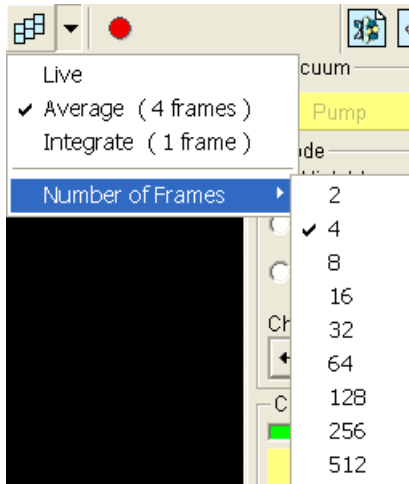 Live
cuum
Average ( 4 frames )
Pump
Integrate ( 1 frame )
de
Number of Frames
2
4
8
16
Ch
32
64
C
128
256
512